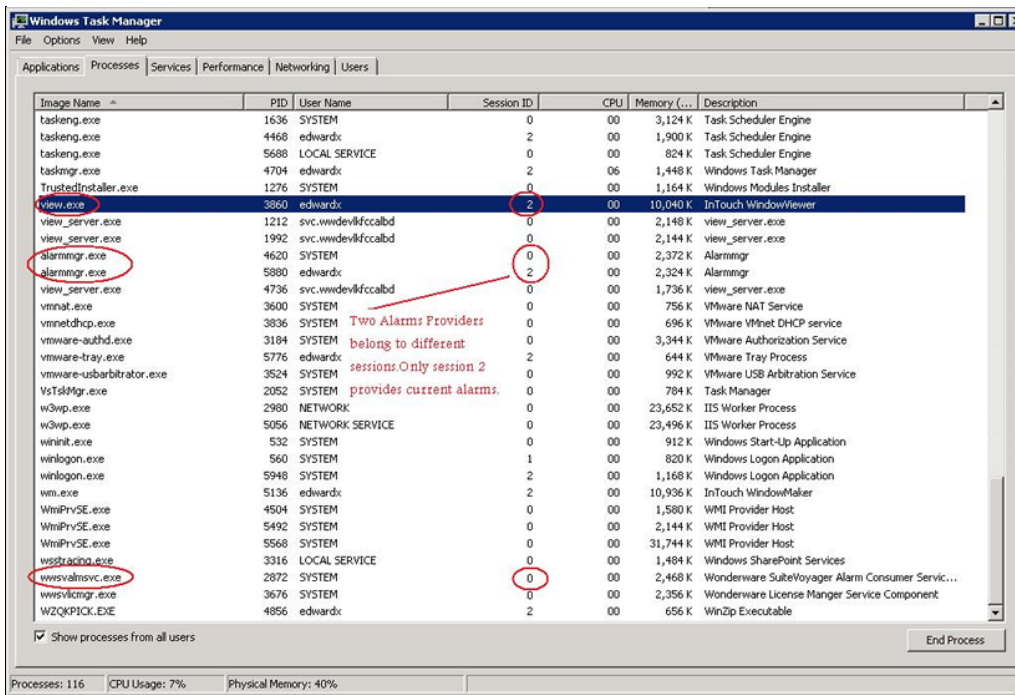 Windows Task Manager
File Options View Help
Applications Processes Services Performance Networking Users
Image Name PID User Name Session ID CPU Memory (... Description
taskeng.exe 1636 SYSTEM 0 00 3,124 K Task Scheduler Engine
taskeng.exe 4468 edwardx 2 00 1,900 K Task Scheduler Engine
taskeng.exe 5688 LOCAL SERVICE 0 00 824 K Task Scheduler Engine
taskmgr.exe 4704 edwardx 2 06 1,448 K Windows Task Manager
TrustedInstaller.exe 1276 SYSTEM 0 00 1,164 K Windows Modules Installer
view.exe 3860 edwardx 2 00 10,040 K InTouch WindowViewer
view_server.exe 1212 svc.wwdevlkfccalbd 0 00 2,148 K view_server.exe
view_server.exe 1992 svc.wwdevlkfccalbd 0 00 2,144 K view_server.exe
alarmmgr.exe 4620 SYSTEM 0 00 2,372 K Alarmmgr
alarmmgr.exe 5880 edwardx 2 00 2,324 K Alarmmgr
view_server.exe 4736 svc.wwdevlkfccalbd 0 00 1,736 K view_server.exe
vmnat.exe 3600 SYSTEM 0 00 756 K VMware NAT Service
vmnetdhcp.exe 3836 SYSTEM 0 00 696 K VMware VMnet DHCP service
vmware-authd.exe 3184 SYSTEM 0 00 3,344 K VMware Authorization Service
vmware-tray.exe 5776 edwardx 2 00 644 K VMware Tray Process
vmware-usbarbitrator.exe 3524 SYSTEM 0 00 992 K VMware USB Arbitration Service
VsTskMgr.exe 2052 SYSTEM 0 00 784 K Task Manager
Two Alarms Providers
belong to different
sessions.Only session 2
provides current alarms.
w3wp.exe 2980 NETWORK 0 00 23,652 K IIS Worker Process
w3wp.exe 5056 NETWORK SERVICE 0 00 23,496 K IIS Worker Process
wininit.exe 532 SYSTEM 0 00 912 K Windows Start-Up Application
winlogon.exe 560 SYSTEM 1 00 820 K Windows Logon Application
winlogon.exe 5948 SYSTEM 2 00 1,168 K Windows Logon Application
wm.exe 5136 edwardx 2 00 10,936 K InTouch WindowMaker
WmiPrvSE.exe 4504 SYSTEM 0 00 1,580 K WMI Provider Host
WmiPrvSE.exe 5492 SYSTEM 0 00 2,144 K WMI Provider Host
WmiPrvSE.exe 5568 SYSTEM 0 00 31,744 K WMI Provider Host
wsstracing.exe 3316 LOCAL SERVICE 0 00 1,484 K Windows SharePoint Services
wwsvalmsvc.exe 2872 SYSTEM 0 00 2,468 K Wonderware SuiteVoyager Alarm Consumer Servic...
wwsvlicmgr.exe 3676 SYSTEM 0 00 2,356 K Wonderware License Manger Service Component
WZQKPICK.EXE 4856 edwardx 2 00 656 K WinZip Executable
Show processes from all users
End Process
Processes: 116 CPU Usage: 7% Physical Memory: 40%